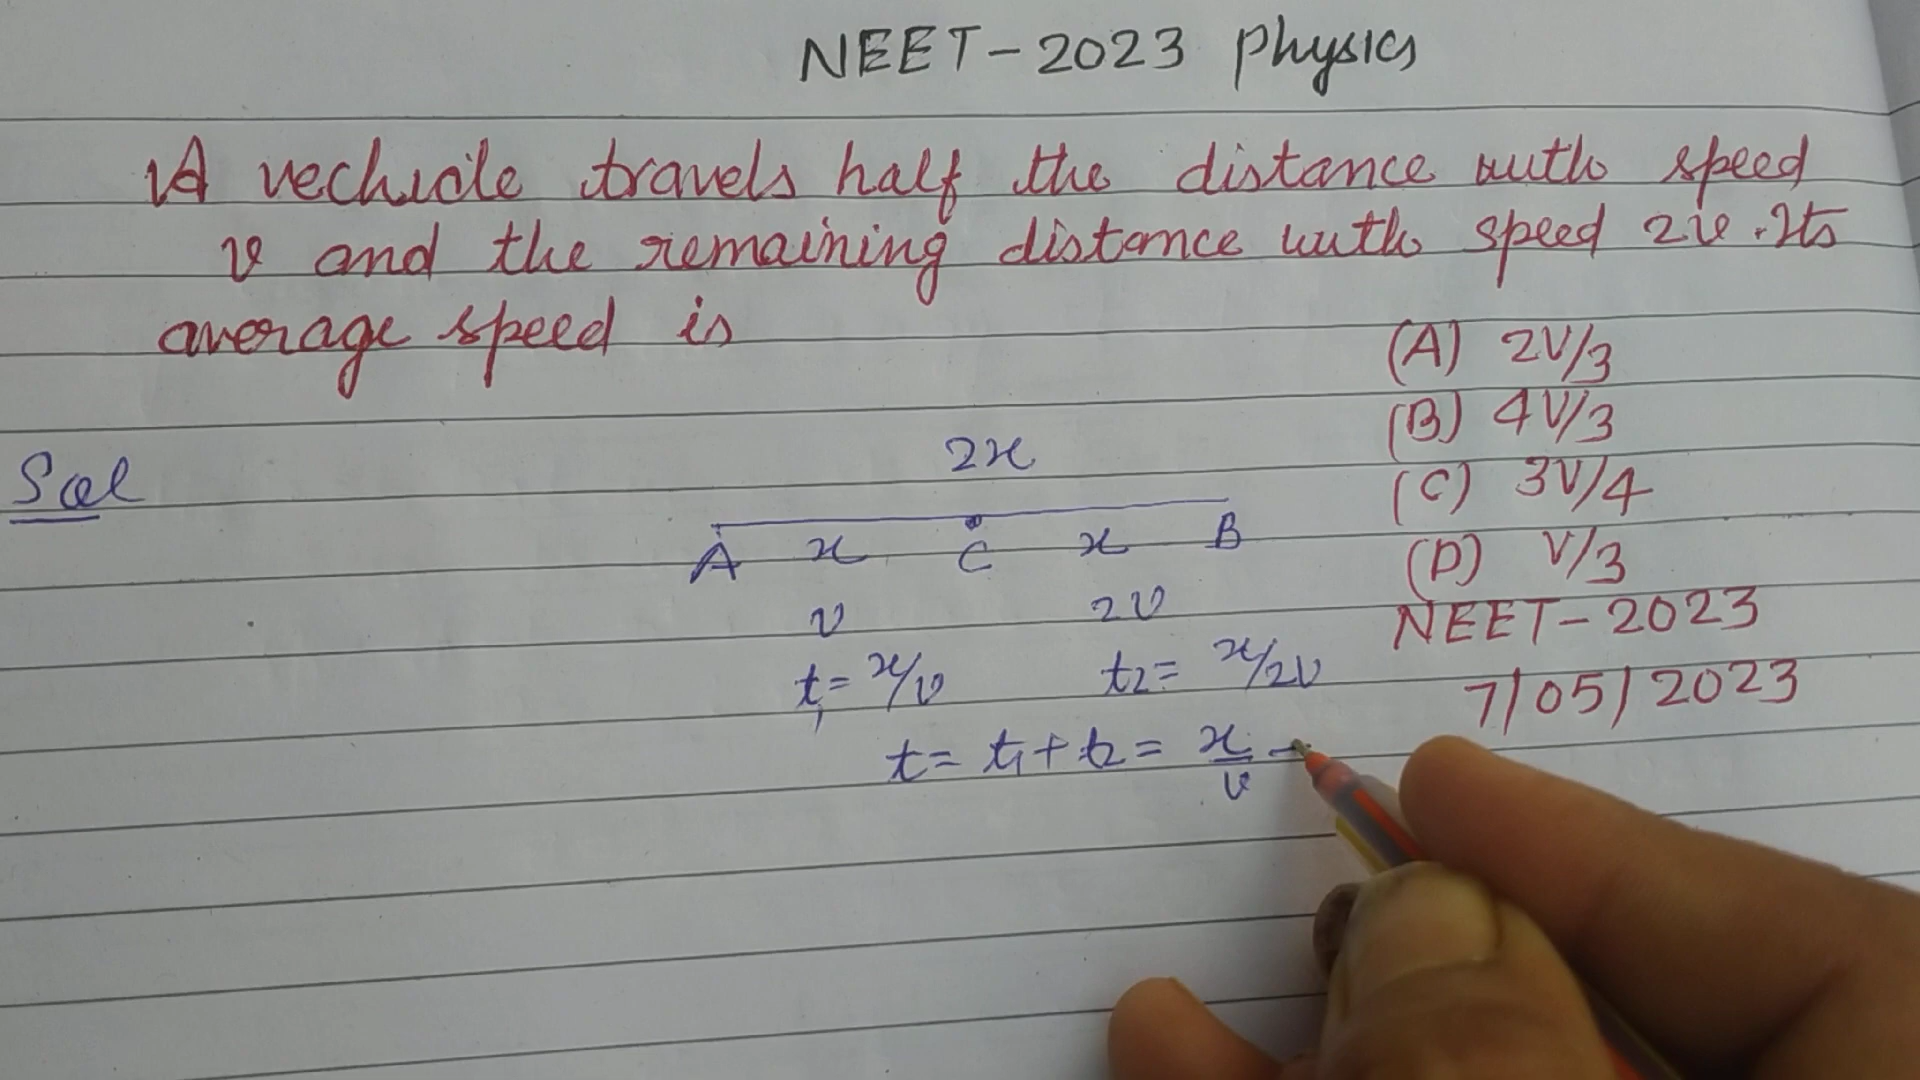 NEET-2023 Physics
A vechicle travels half the distance with speed
v and the remaining distance with speed 2v. Its
average speed is
(A) 2V/3
(B) 4V/3
(C) 3V/4
(D) V/3
NEET-2023
7/05/2023
Sol
2x
A x C x B
v 2v
t1= x/v t2= x/2v
t= t1+t2= x/v -